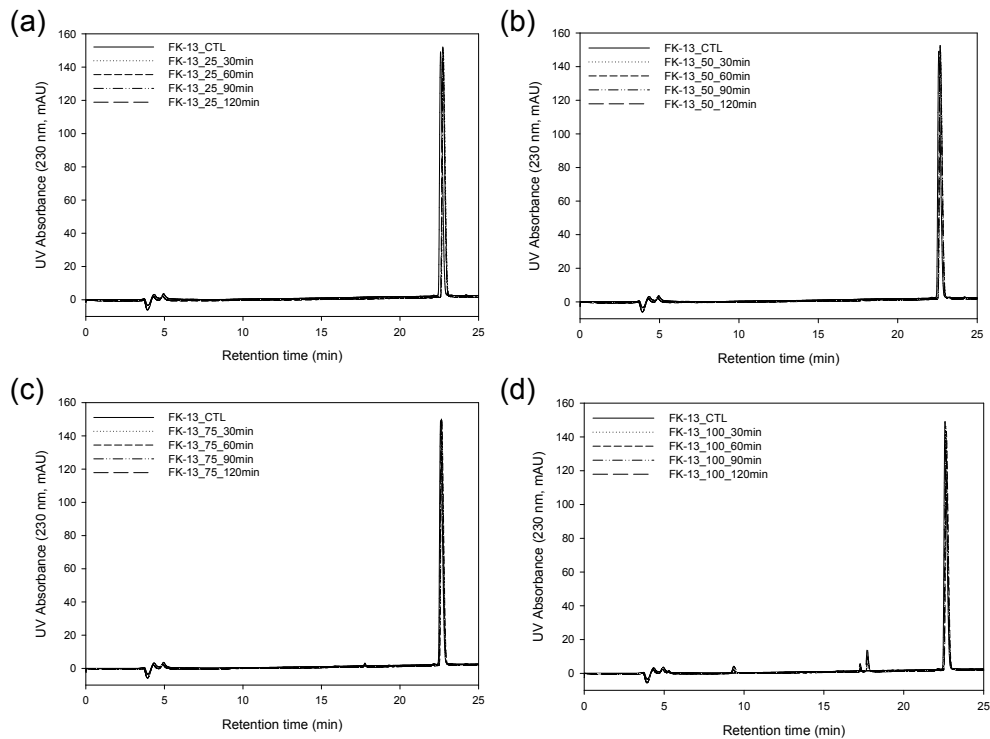 (a)
160
140
120
100
80
60
40
20
0
UV Absorbance (230 nm, mAU)
FK-13_CTL
FK-13_25_30min
FK-13_25_60min
FK-13_25_90min
FK-13_25_120min
0 5 10 15 20 25
Retention time (min)
(b)
160
140
120
100
80
60
40
20
0
UV Absorbance (230 nm, mAU)
FK-13_CTL
FK-13_50_30min
FK-13_50_60min
FK-13_50_90min
FK-13_50_120min
0 5 10 15 20 25
Retention time (min)
(c)
160
140
120
100
80
60
40
20
0
UV Absorbance (230 nm, mAU)
FK-13_CTL
FK-13_75_30min
FK-13_75_60min
FK-13_75_90min
FK-13_75_120min
0 5 10 15 20 25
Retention time (min)
(d)
160
140
120
100
80
60
40
20
0
UV Absorbance (230 nm, mAU)
FK-13_CTL
FK-13_100_30min
FK-13_100_60min
FK-13_100_90min
FK-13_100_120min
0 5 10 15 20 25
Retention time (min)